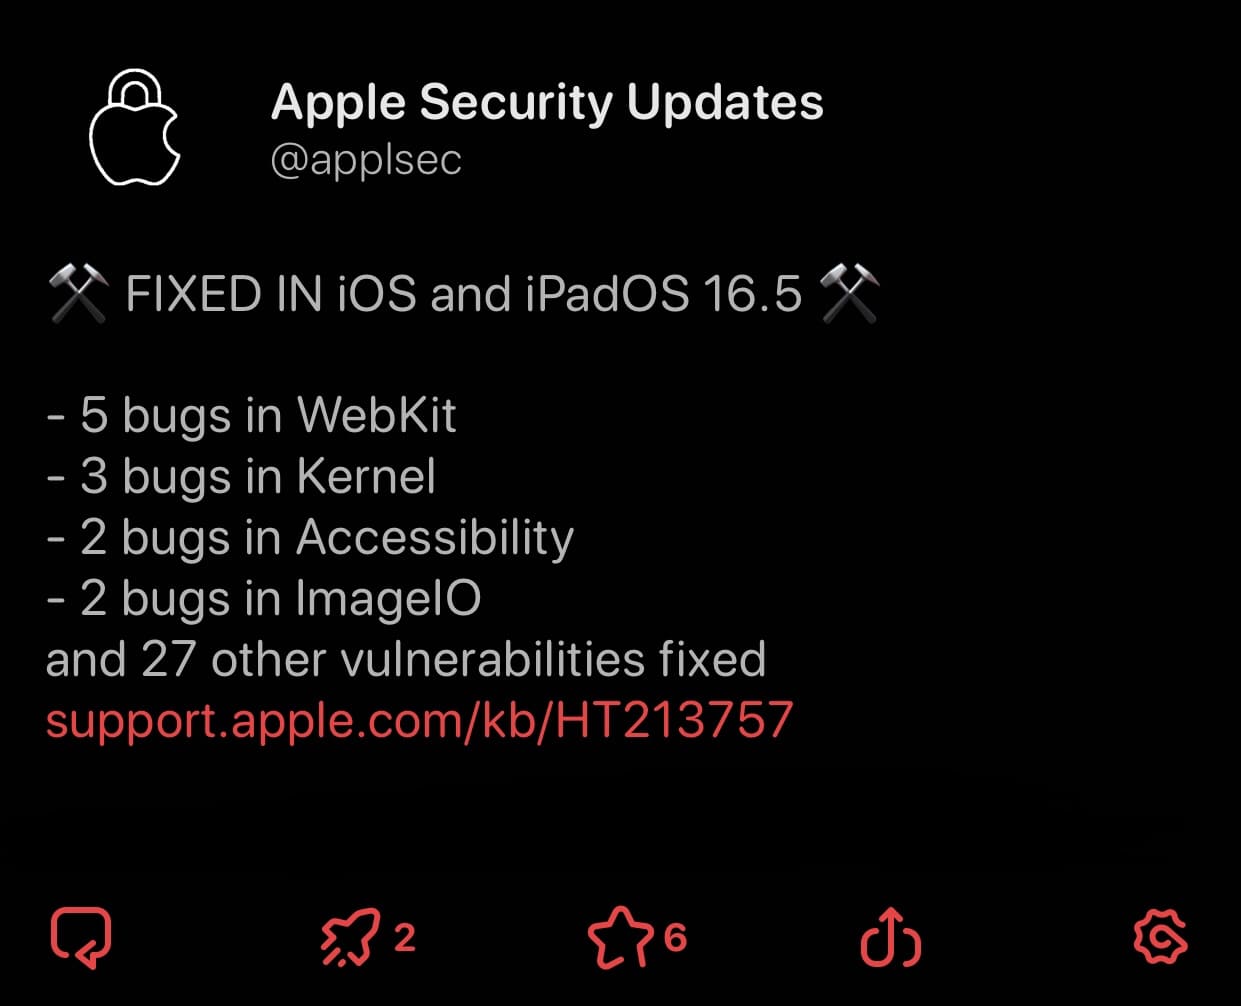 Apple Security Updates
@applsec
⚒ FIXED IN iOS and iPadOS 16.5 ⚒
- 5 bugs in WebKit
- 3 bugs in Kernel
- 2 bugs in Accessibility
- 2 bugs in ImageIO
and 27 other vulnerabilities fixed
support.apple.com/kb/HT213757
2 6